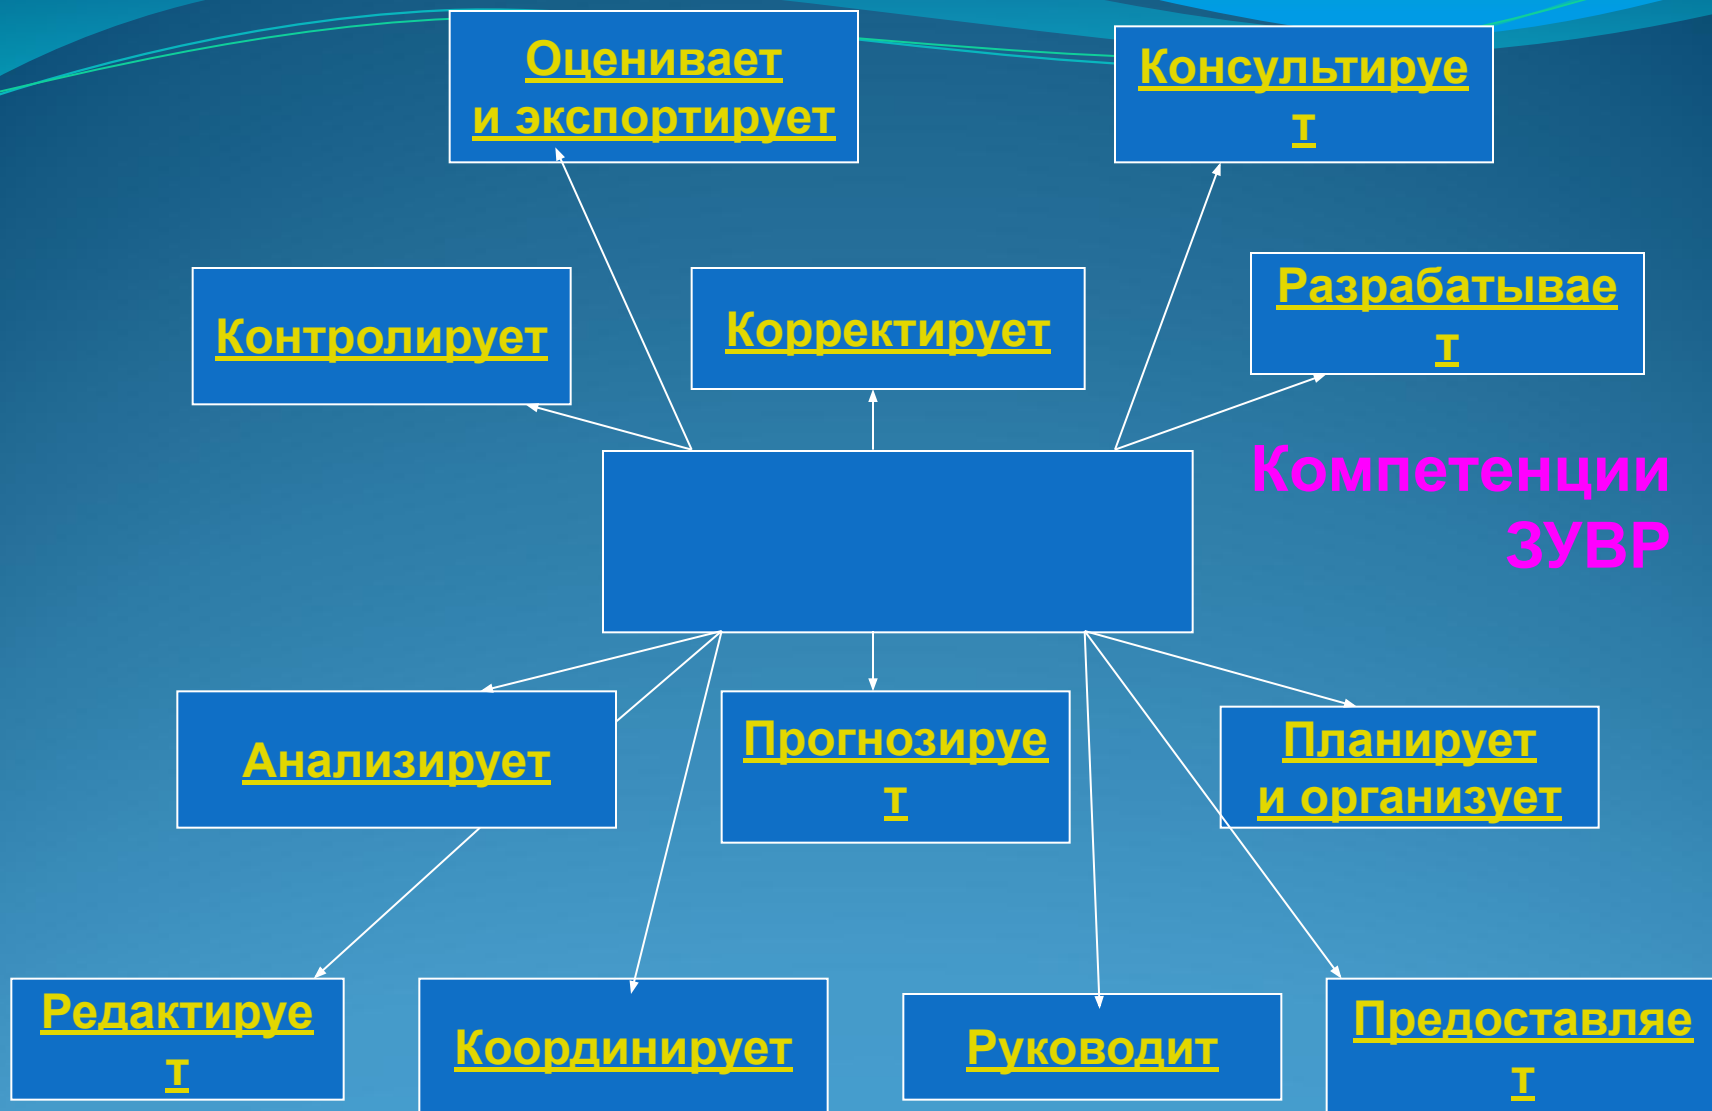 Оценивает
и экспортирует
Консультируе
т
Контролирует
Корректирует
Разрабатывае
т
Компетенции
ЗУВР
Анализирует
Прогнозируе
т
Планирует
и организует
Редактируе
т
Координирует
Руководит
Предоставляе
т